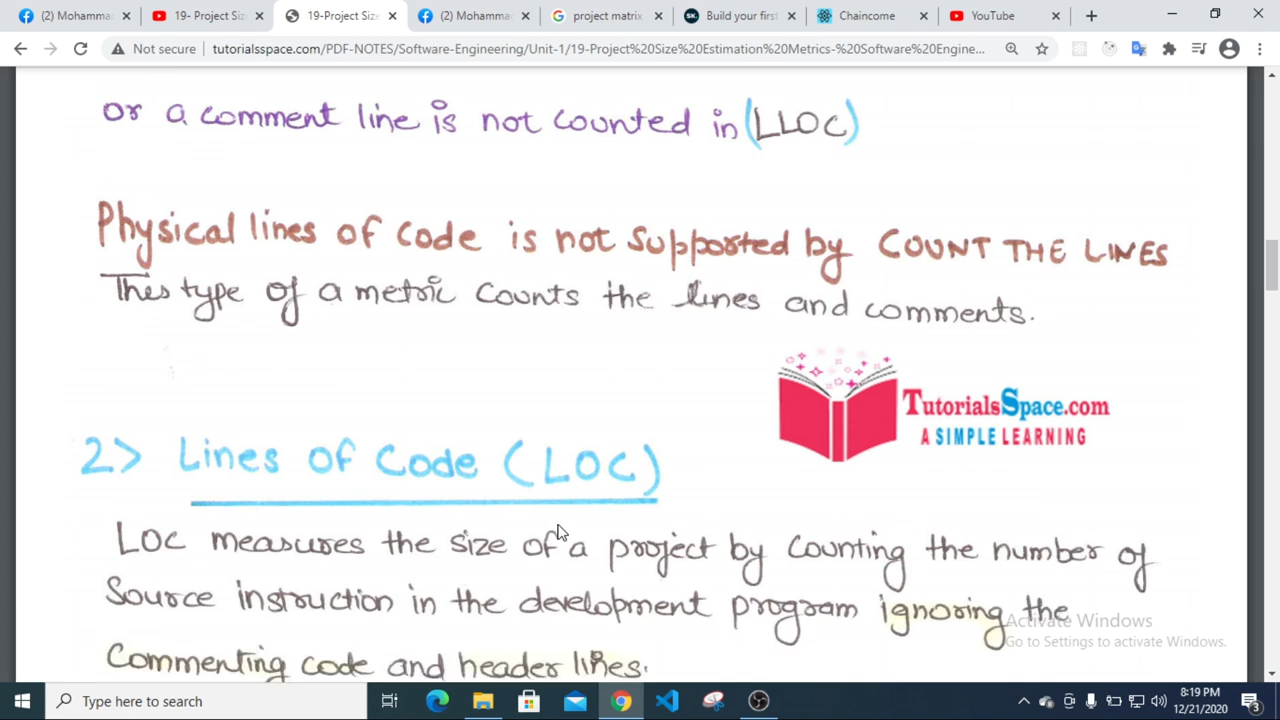 (2) Mohammac
19- Project Siz
19-Project Size
(2) Mohammac
project matrix
SK.
Build your first
Chaincome
YouTube
Not secure
tutorialsspace.com/PDF-NOTES/Software-Engineering/Unit-1/19-Project%20Size%20Estimation%20Metrics-%20Software%20Engine...
or a comment line is not counted in (LLOC)
Physical lines of code is not supported by COUNT THE LINES
This type of a metric counts the lines and comments.
TutorialsSpace.com
A SIMPLE LEARNING
2> Lines of Code (LOC)
LOC measures the size of a project by counting the number of
Source instruction in the development program ignoring the
Commenting code and header lines.
Activate Windows
Go to Settings to activate Windows.
Type here to search
8:19 PM
12/21/2020
3